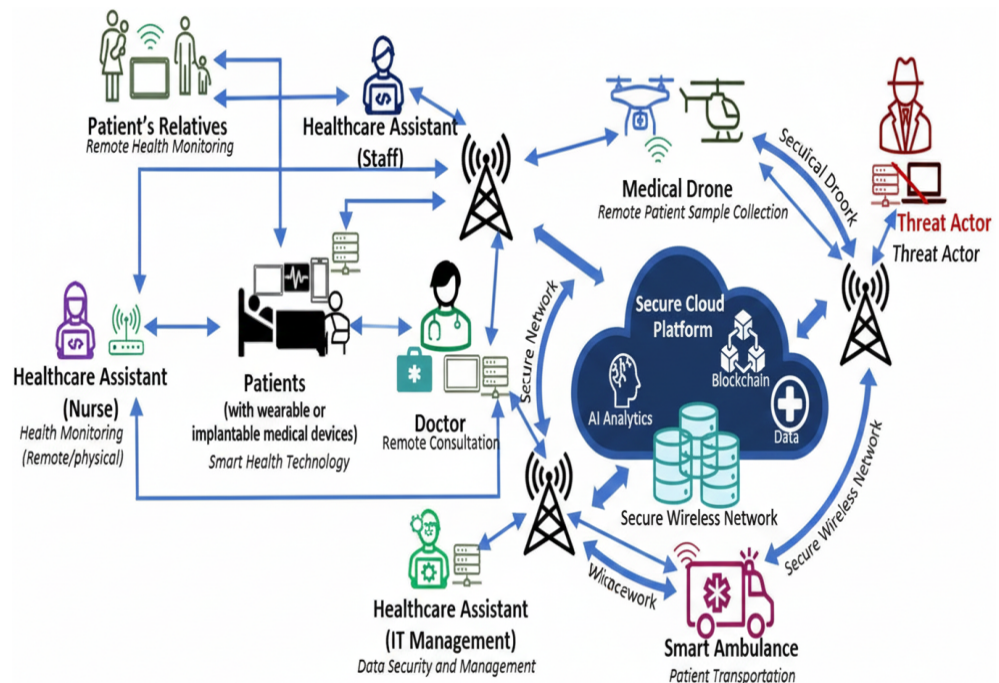 Patient's Relatives
Remote Health Monitoring
Healthcare Assistant
(Staff)
Medical Drone
Remote Patient Sample Collection
Secuical Droork
Threat Actor
Threat Actor
Healthcare Assistant
(Nurse)
Health Monitoring
(Remote/physical)
Patients
(with wearable or
implantable medical devices)
Smart Health Technology
Doctor
Remote Consultation
Secure Network
Secure Cloud
Platform
Blockchain
AI Analytics
Data
Secure Wireless Network
Secure Wireless Network
Healthcare Assistant
(IT Management)
Data Security and Management
Smart Ambulance
Patient Transportation